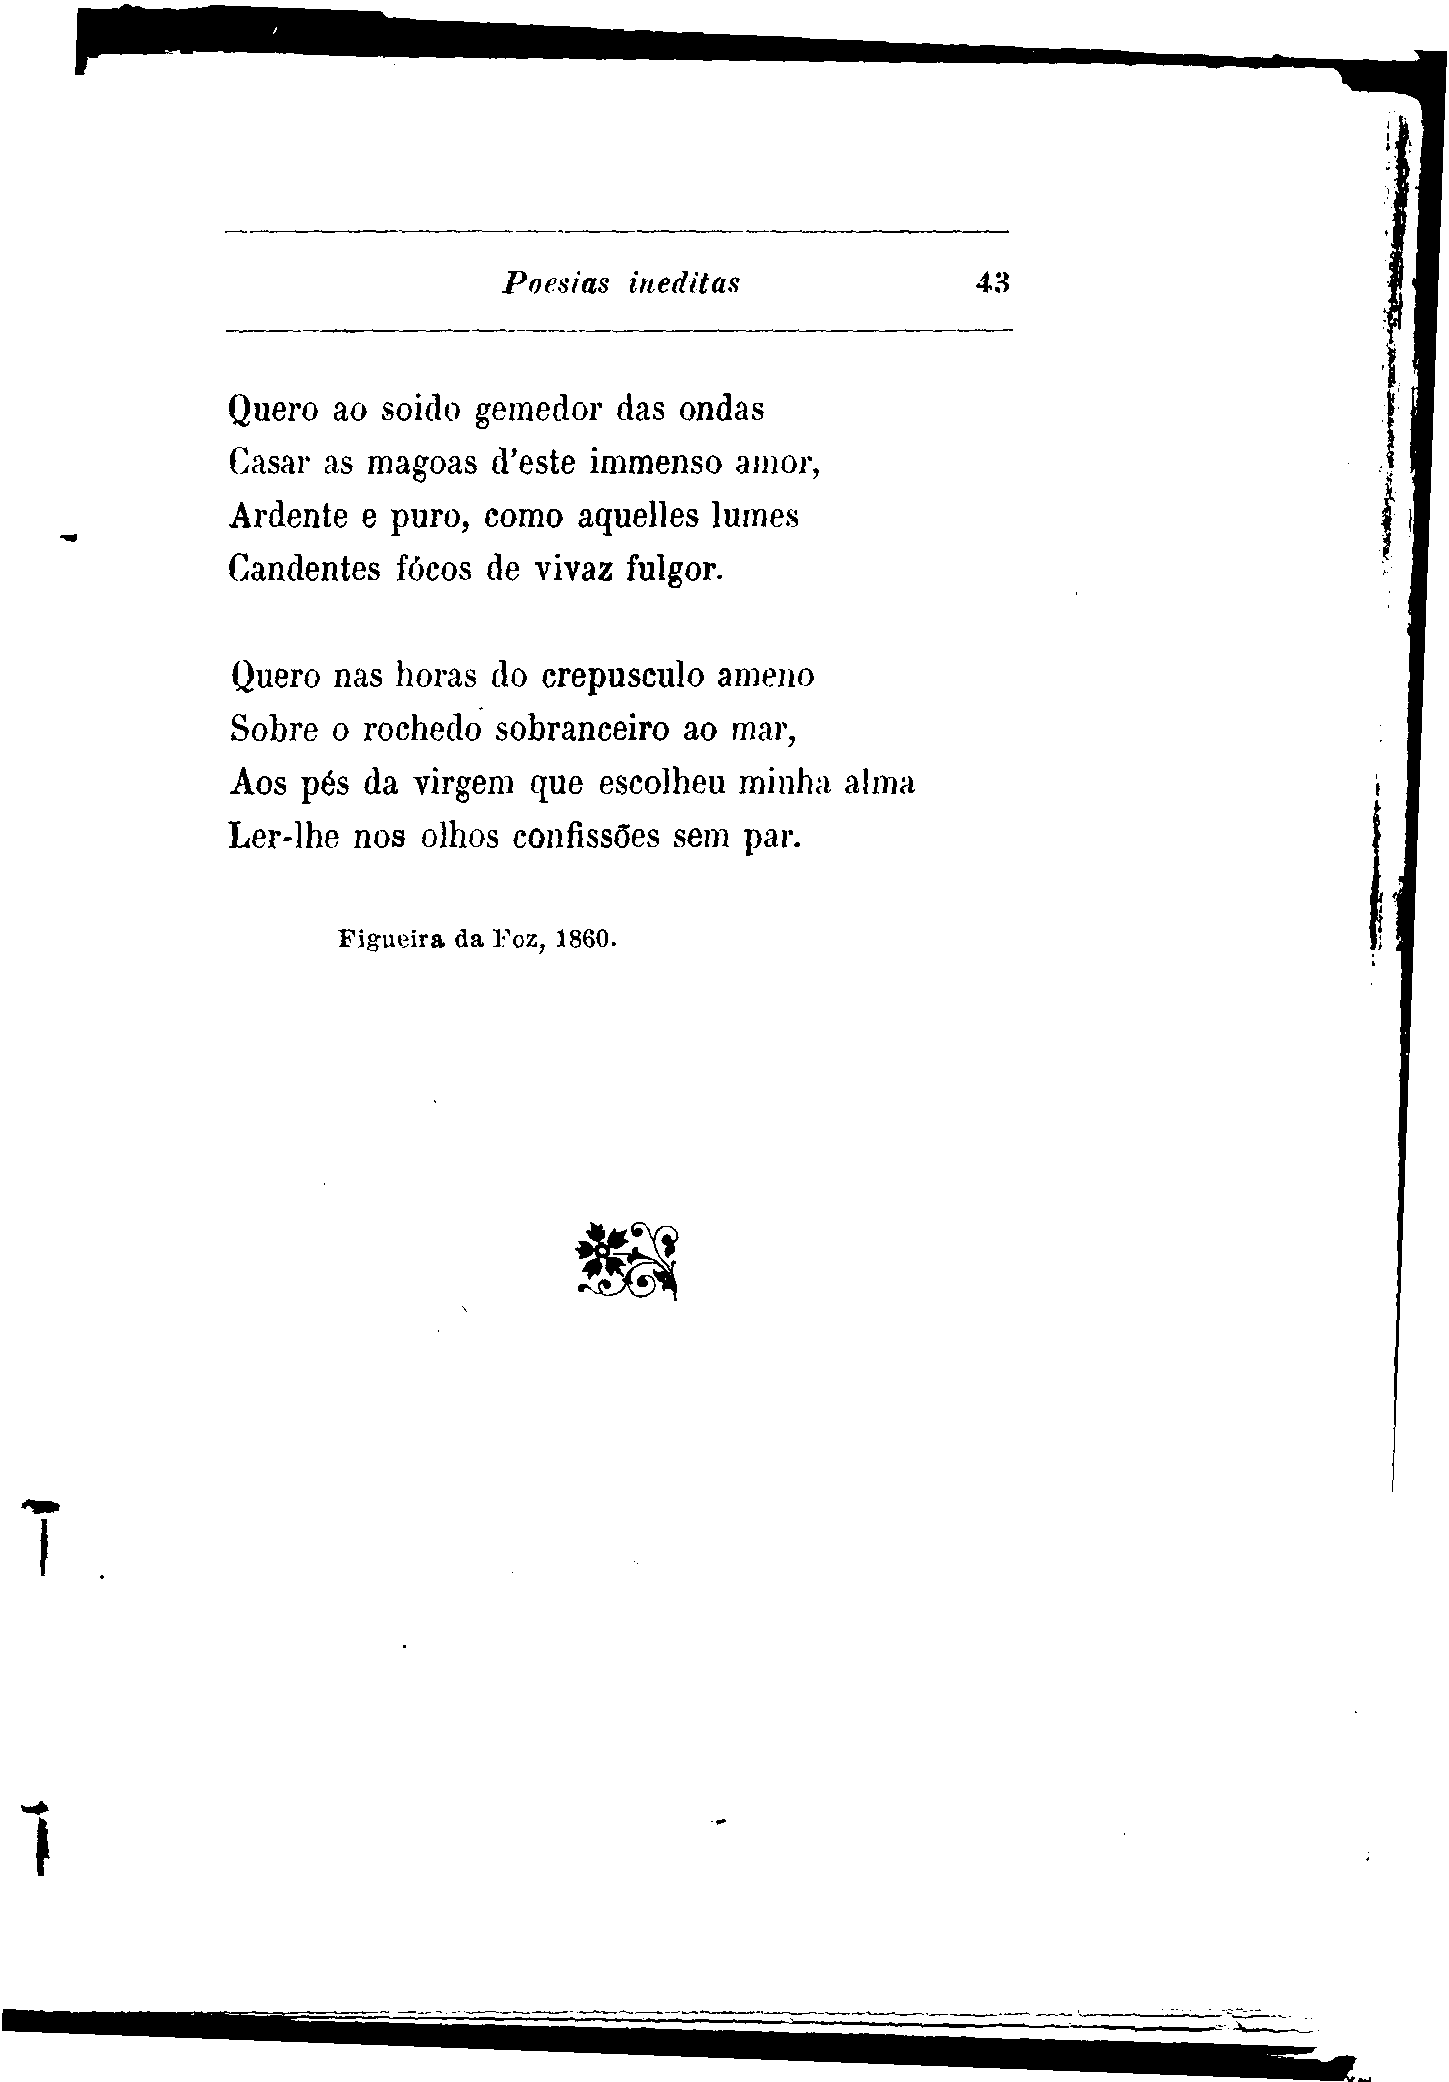 Poesias ineditas 43
Quero ao soido gemedor das ondas
Casar as magoas d'este immenso amor,
Ardente e puro, como aquelles lumes
Candentes fócos de vivaz fulgor.
Quero nas horas do crepusculo ameno
Sobre o rochedo sobranceiro ao mar,
Aos pés da virgem que escolheu minha alma
Ler-lhe nos olhos confissões sem par.
Figueira da Foz, 1860.